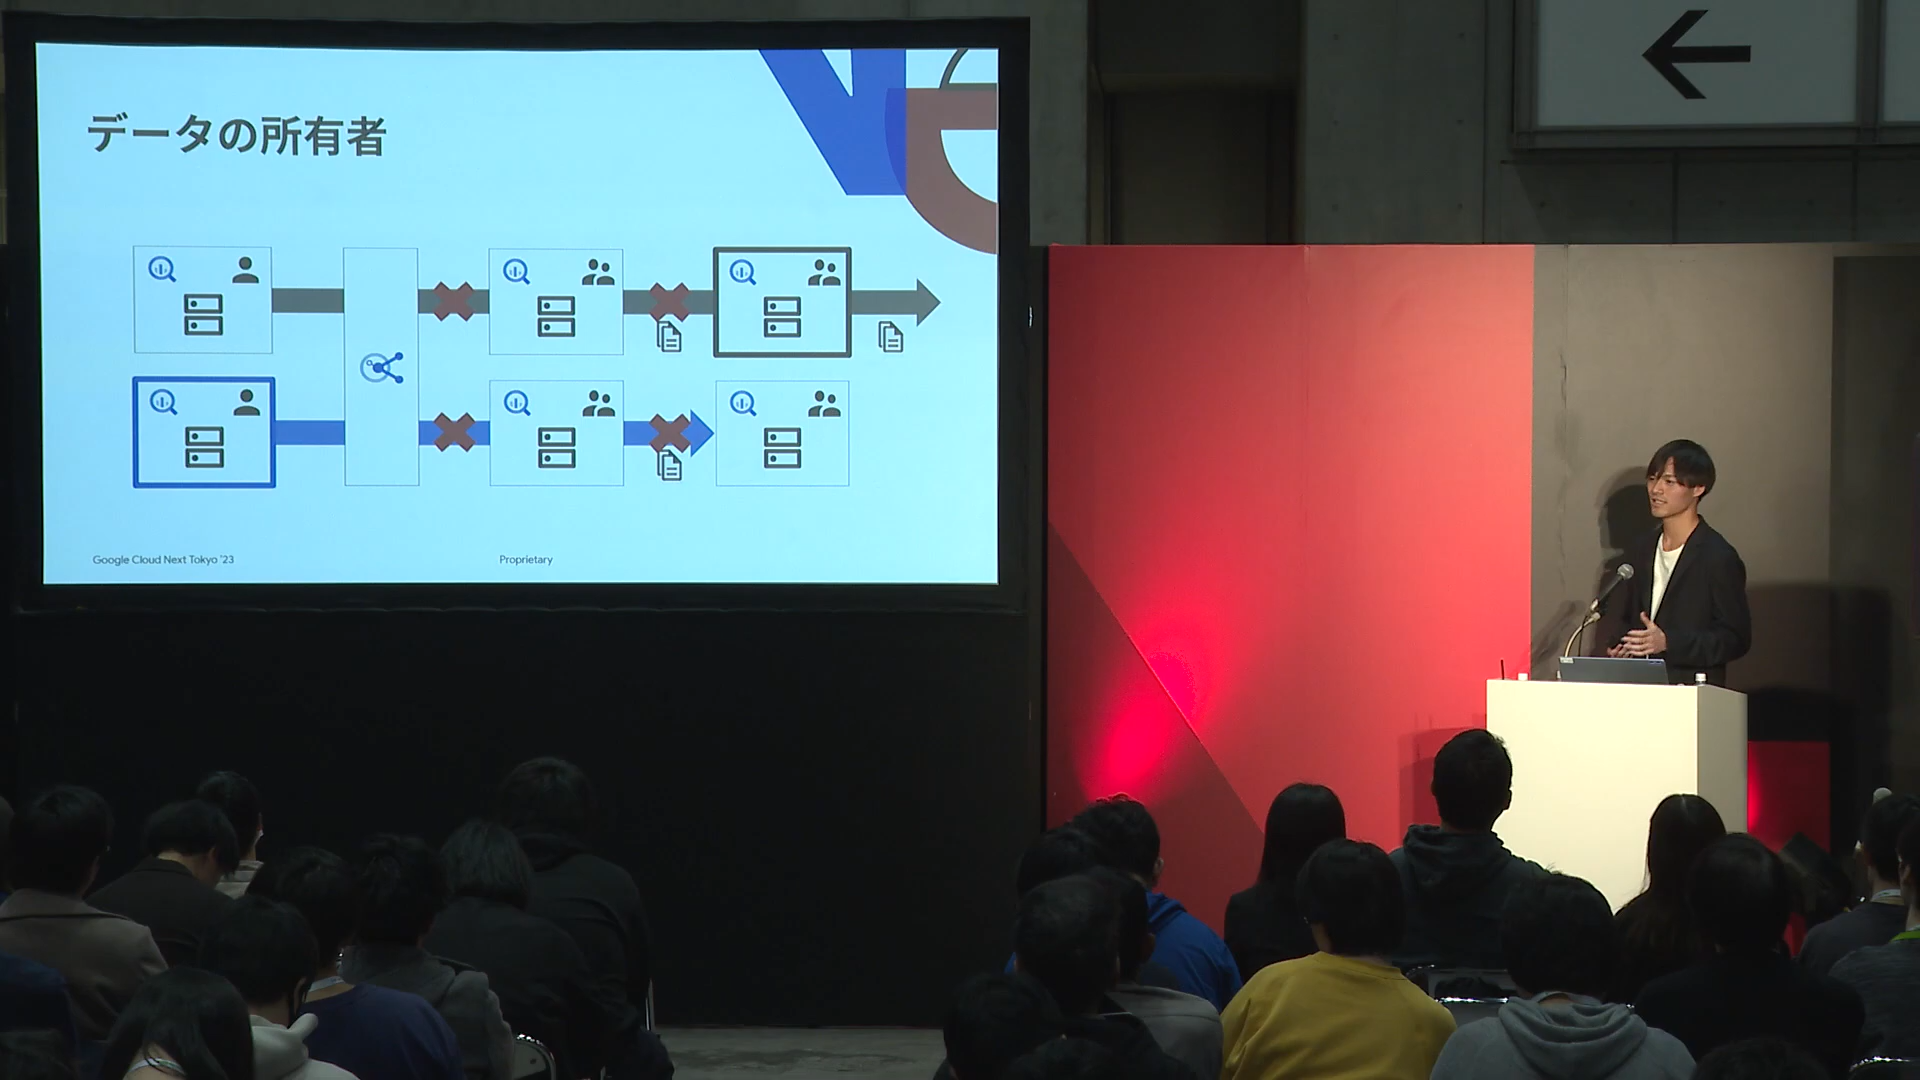 データの所有者
Google Cloud Next Tokyo '23
Proprietary